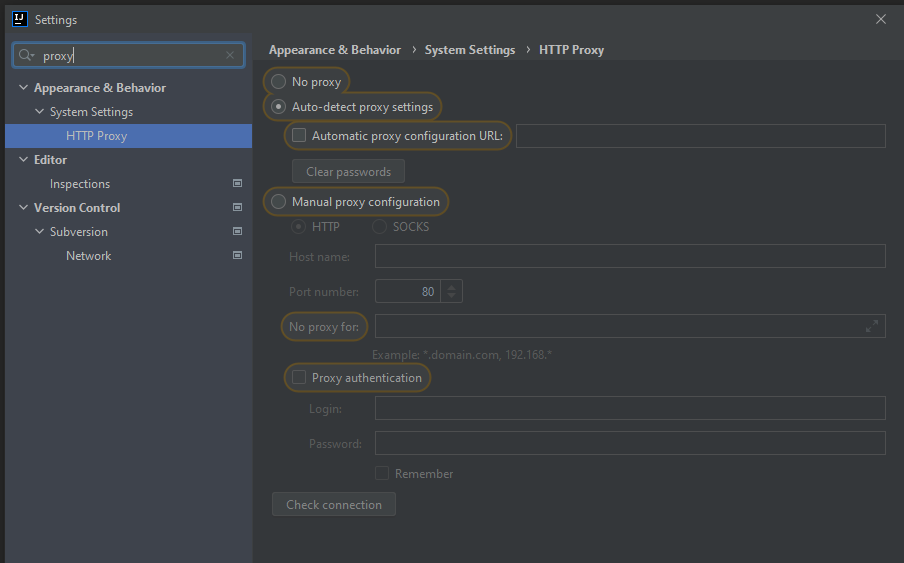 IJ
Settings
proxy
Appearance & Behavior
System Settings
HTTP Proxy
Editor
Inspections
Version Control
Subversion
Network
Appearance & Behavior › System Settings › HTTP Proxy
No proxy
Auto-detect proxy settings
Automatic proxy configuration URL:
Clear passwords
Manual proxy configuration
HTTP SOCKS
Host name:
Port number: 80
No proxy for:
Example: *.domain.com, 192.168.*
Proxy authentication
Login:
Password:
Remember
Check connection